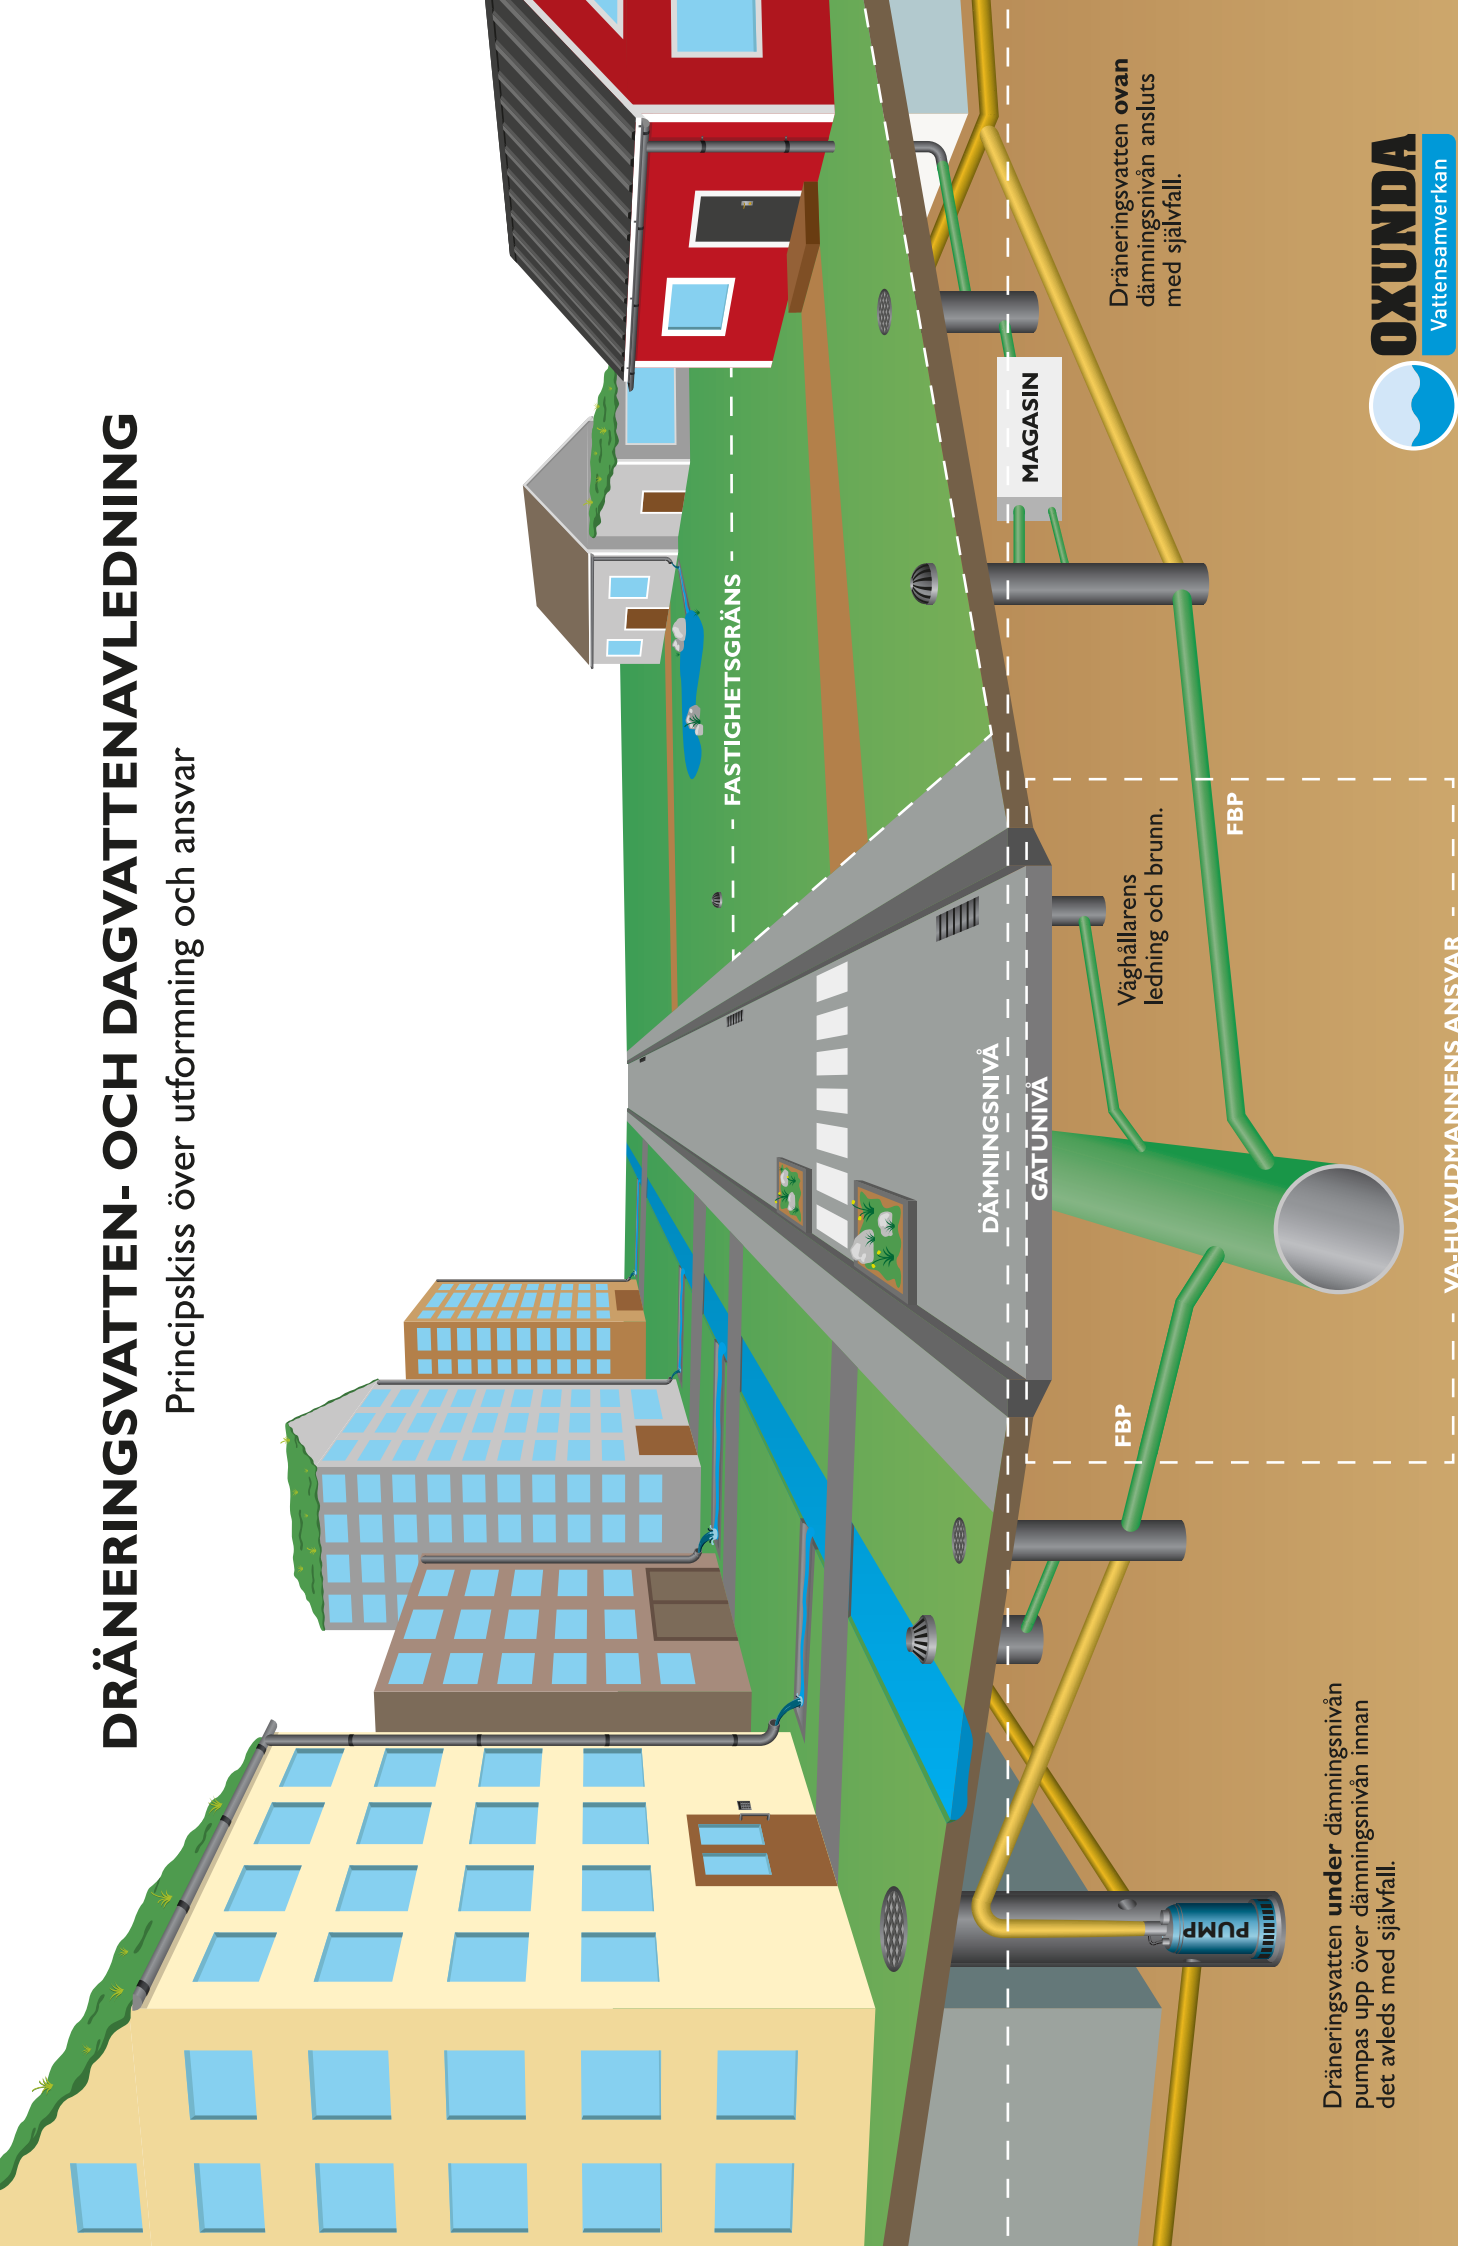 DRÄNERINGSVATTEN- OCH DAGVATTENAVLEDNING
Principskiss över utformning och ansvar
FASTIGHETSGRÄNS
DÄMNINGSNIVÅ
GATUNIVÅ
MAGASIN
Dräneringsvatten ovan
dämningsnivån ansluts
med självfall.
Väghållarens
ledning och brunn.
FBP
FBP
PUMP
Dräneringsvatten under dämningsnivån
pumpas upp över dämningsnivån innan
det avleds med självfall.
VA-HUVUDMANNENS ANSVAR
OXUNDA
Vattensamverkan